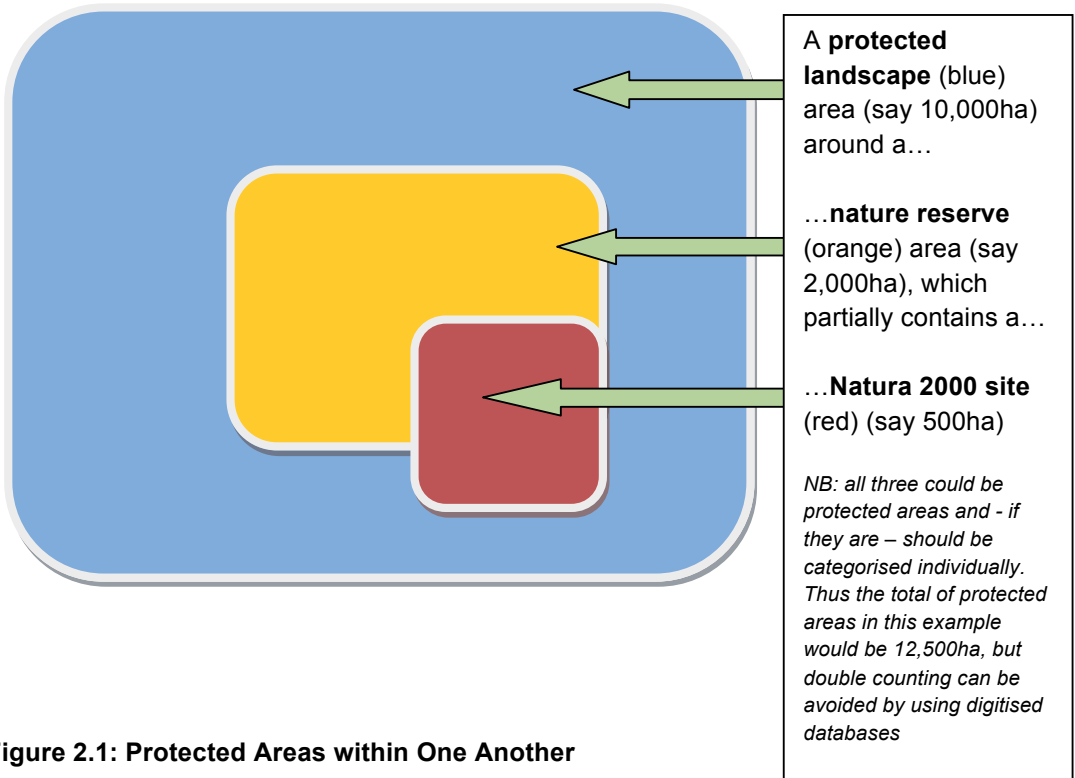 A protected
landscape (blue)
area (say 10,000ha)
around a…
…nature reserve
(orange) area (say
2,000ha), which
partially contains a…
…Natura 2000 site
(red) (say 500ha)
NB: all three could be
protected areas and - if
they are – should be
categorised individually.
Thus the total of protected
areas in this example
would be 12,500ha, but
double counting can be
avoided by using digitised
databases
igure 2.1: Protected Areas within One Another